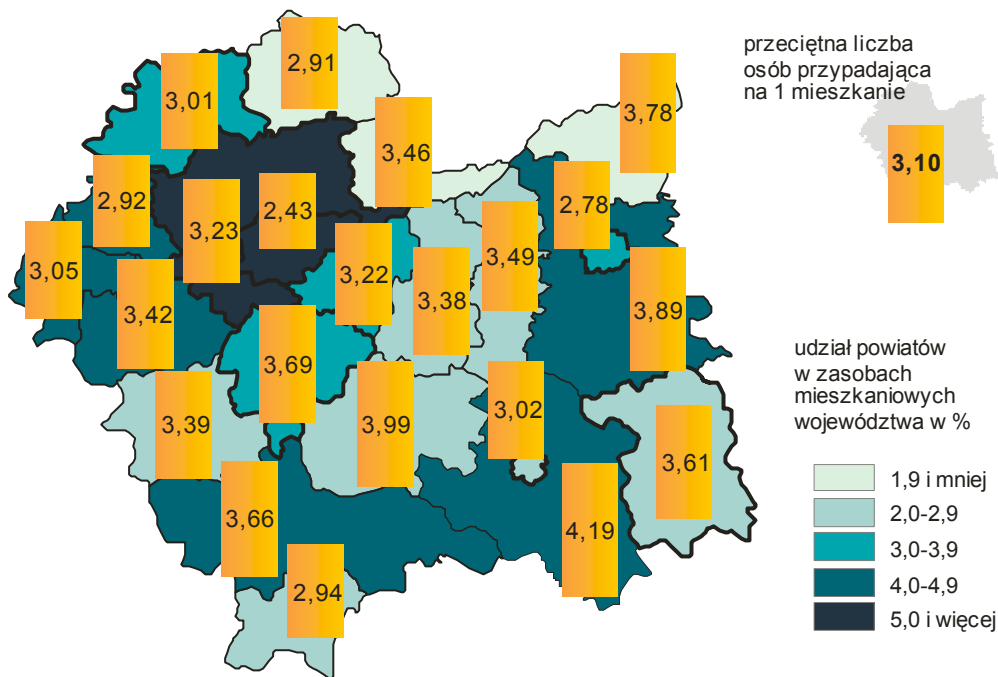 2,91
3,01
3,46
3,78
2,92
3,23
2,43
2,78
3,05
3,42
3,22
3,38
3,49
3,89
3,69
3,39
3,99
3,02
3,61
3,66
4,19
2,94
przeciętna liczba
osób przypadająca
na 1 mieszkanie
3,10
udział powiatów
w zasobach
mieszkaniowych
województwa w %
1,9 i mniej
2,0-2,9
3,0-3,9
4,0-4,9
5,0 i więcej